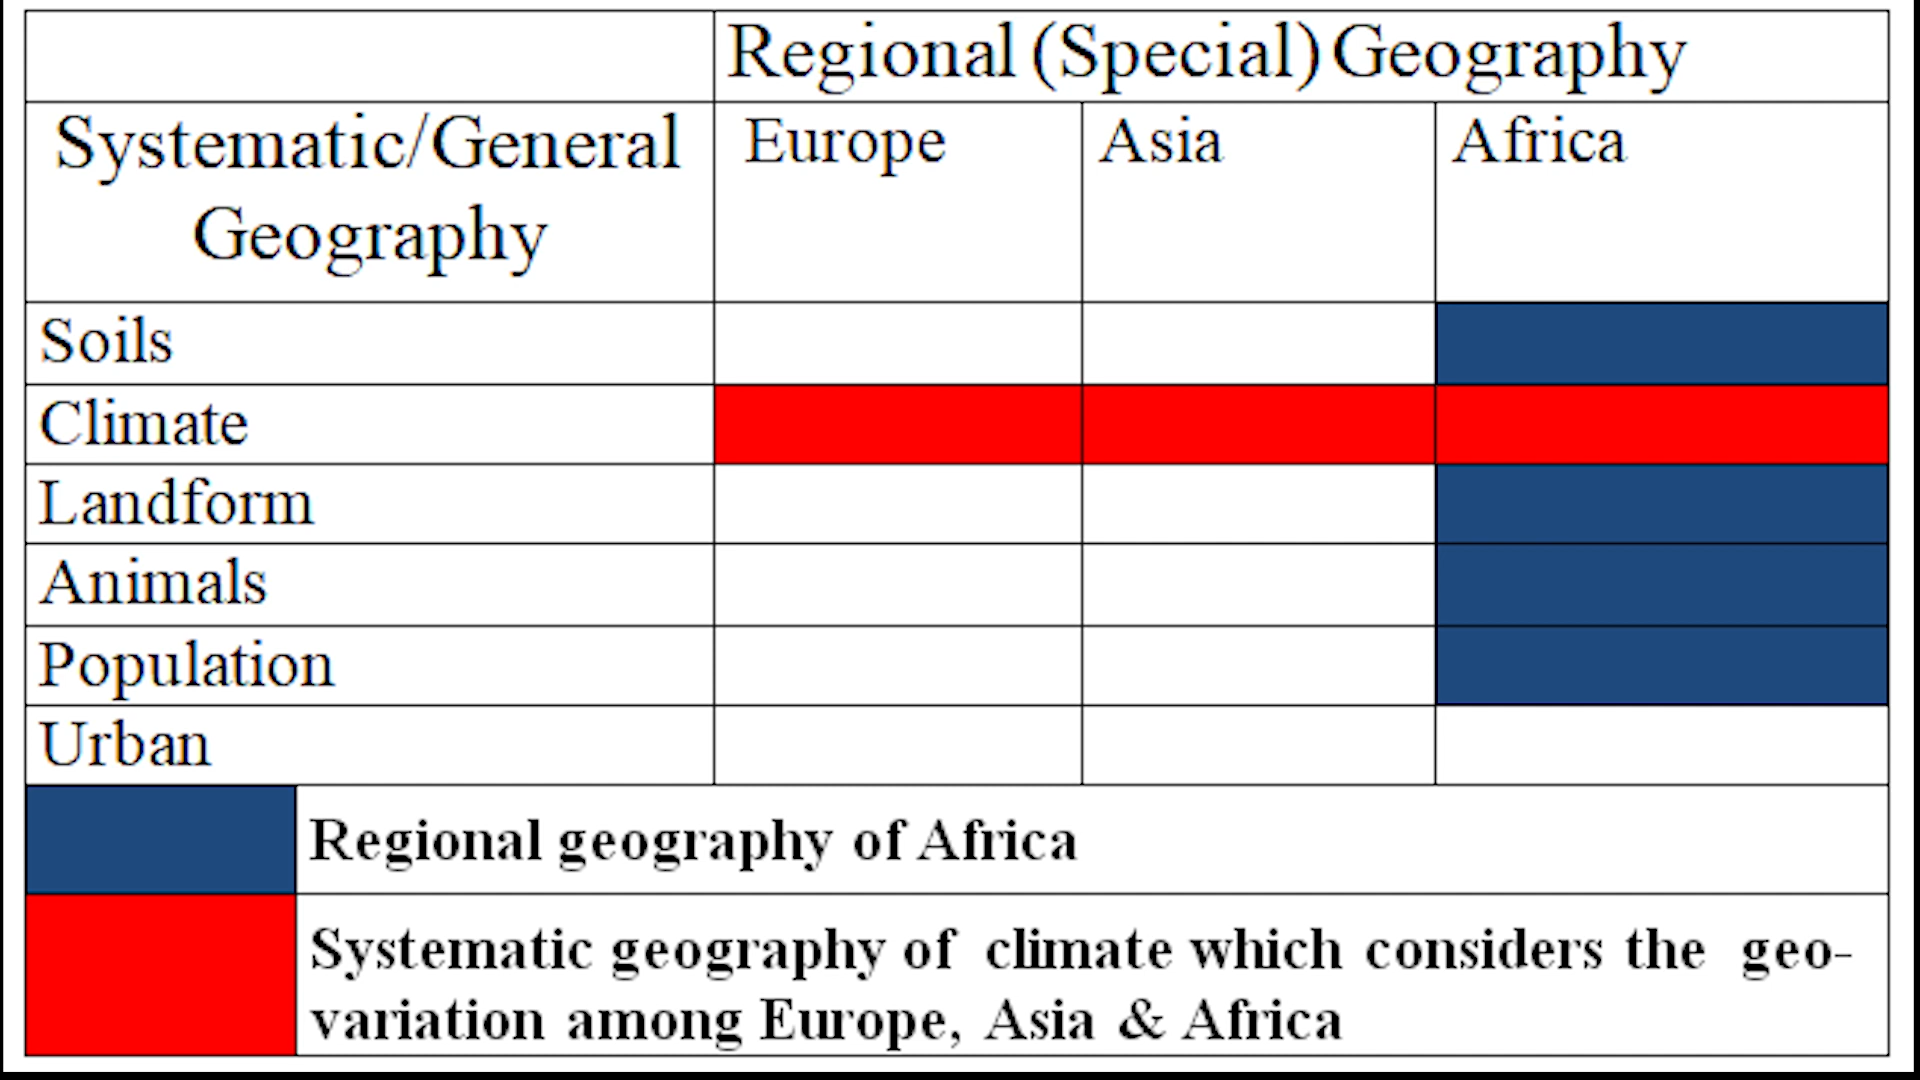 Regional (Special) Geography
Systematic/General
Geography
Europe
Asia
Africa
Soils
Climate
Landform
Animals
Population
Urban
Regional geography of Africa
Systematic geography of climate which considers the geo-
variation among Europe, Asia & Africa